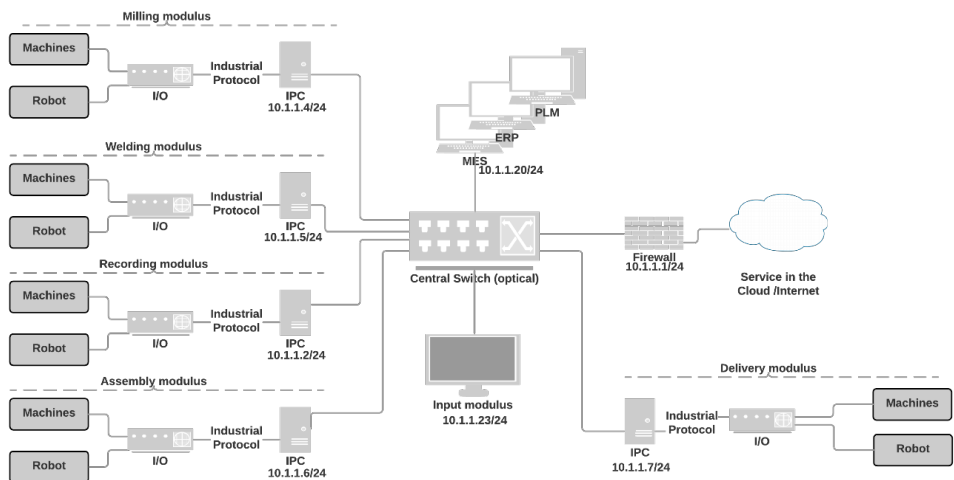 Milling modulus
Machines
Robot
I/O
Industrial
Protocol
IPC
10.1.1.4/24
Welding modulus
Machines
Robot
I/O
Industrial
Protocol
IPC
10.1.1.5/24
Recording modulus
Machines
Robot
I/O
Industrial
Protocol
IPC
10.1.1.2/24
Assembly modulus
Machines
Robot
I/O
Industrial
Protocol
IPC
10.1.1.6/24
PLM
ERP
MES
10.1.1.20/24
Central Switch (optical)
Input modulus
10.1.1.23/24
Firewall
10.1.1.1/24
Service in the
Cloud /Internet
Delivery modulus
IPC
10.1.1.7/24
Industrial
Protocol
I/O
Machines
Robot